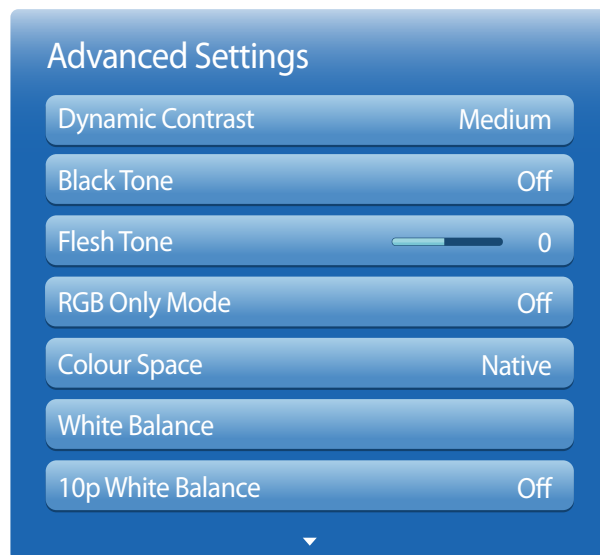 Advanced Settings
Dynamic Contrast Medium
Black Tone Off
Flesh Tone 0
RGB Only Mode Off
Colour Space Native
White Balance
10p White Balance Off